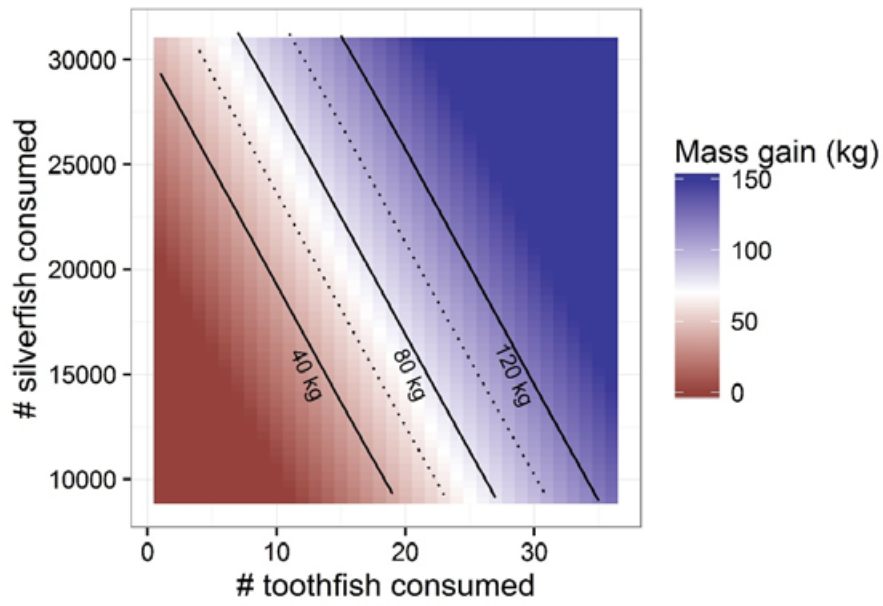 30000
25000
20000
15000
10000
# silverfish consumed
40 kg
80 kg
120 kg
0
10
20
30
# toothfish consumed
Mass gain (kg)
150
100
50
0